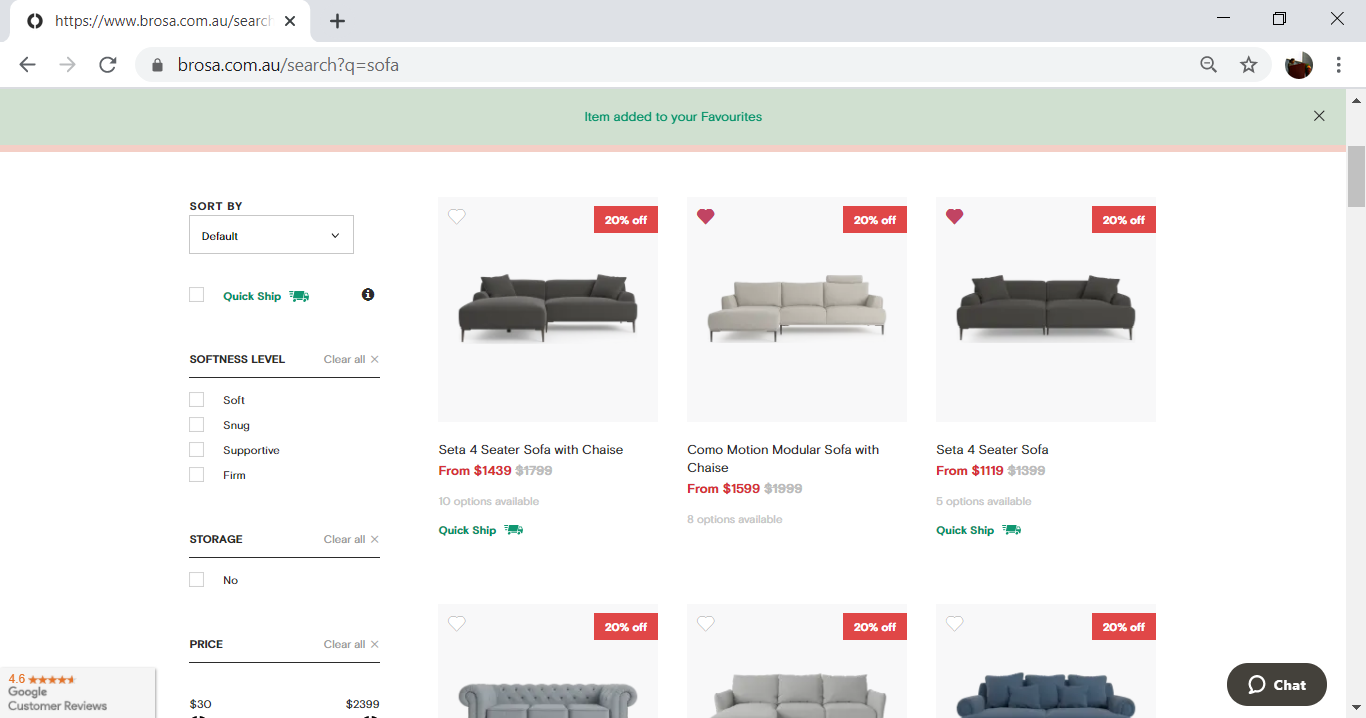 https://www.brosa.com.au/search
brosa.com.au/search?q=sofa
Item added to your Favourites
SORT BY
Default
Quick Ship
SOFTNESS LEVEL Clear all
Soft
Snug
Supportive
Firm
STORAGE Clear all
No
PRICE Clear all
$30 $2399
20% off
Seta 4 Seater Sofa with Chaise
From $1439 $1799
10 options available
Quick Ship
20% off
Como Motion Modular Sofa with
Chaise
From $1599 $1999
8 options available
20% off
Seta 4 Seater Sofa
From $1119 $1399
5 options available
Quick Ship
20% off
20% off
20% off
4.6
Google
Customer Reviews
Chat